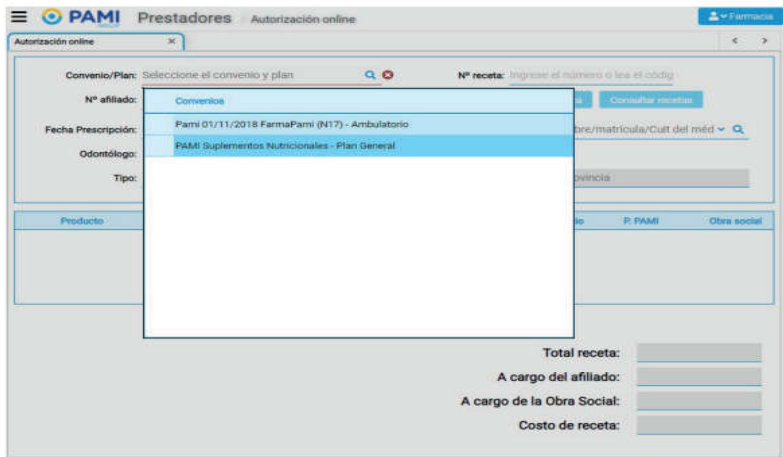 PAMI Prestadores Autorización online Farmacia
Autorización online
Convenio/Plan: Seleccione el convenio y plan Nº receta: Ingrese el número o lea el códig
Nº afiliado: Consultar recetas
Convenios
Pami 01/11/2018 FarmaPami (N17) - Ambulatorio
Fecha Prescripción: bre/matrícula/Cuit del méd
PAMI Suplementos Nutricionales - Plan General
Odontólogo:
Tipo: ovincia
Producto io P. PAMI Obra social
Total receta:
A cargo del afiliado:
A cargo de la Obra Social:
Costo de receta: